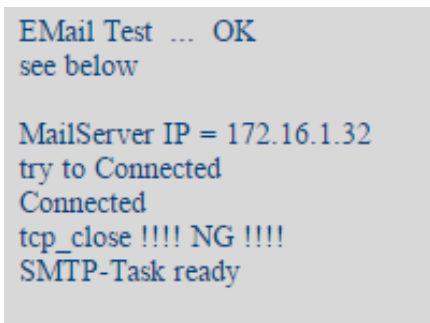 EMail Test ... OK
see below
MailServer IP = 172.16.1.32
try to Connected
Connected
tcp_close !!!! NG !!!!
SMTP-Task ready